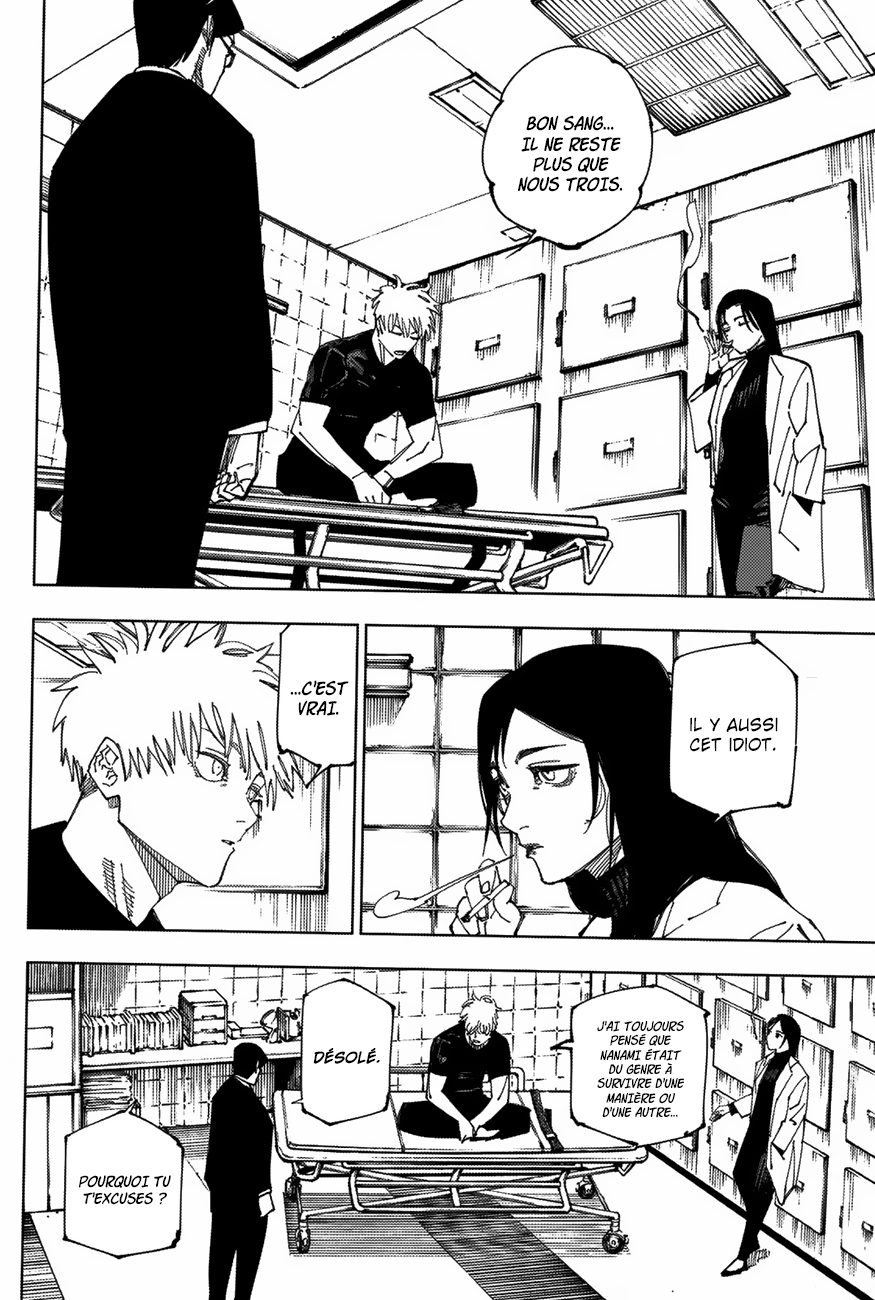 BON SANG...
IL NE RESTE
PLUS QUE
NOUS TROIS.
IL Y AUSSI
CET IDIOT.
...C'EST
VRAI.
J'AI TOUJOURS
PENSÉ QUE
NANAMI ÉTAIT
DU GENRE À
SURVIVRE D'UNE
MANIÈRE OU
D'UNE AUTRE...
DÉSOLÉ.
POURQUOI TU
T'EXCUSES ?